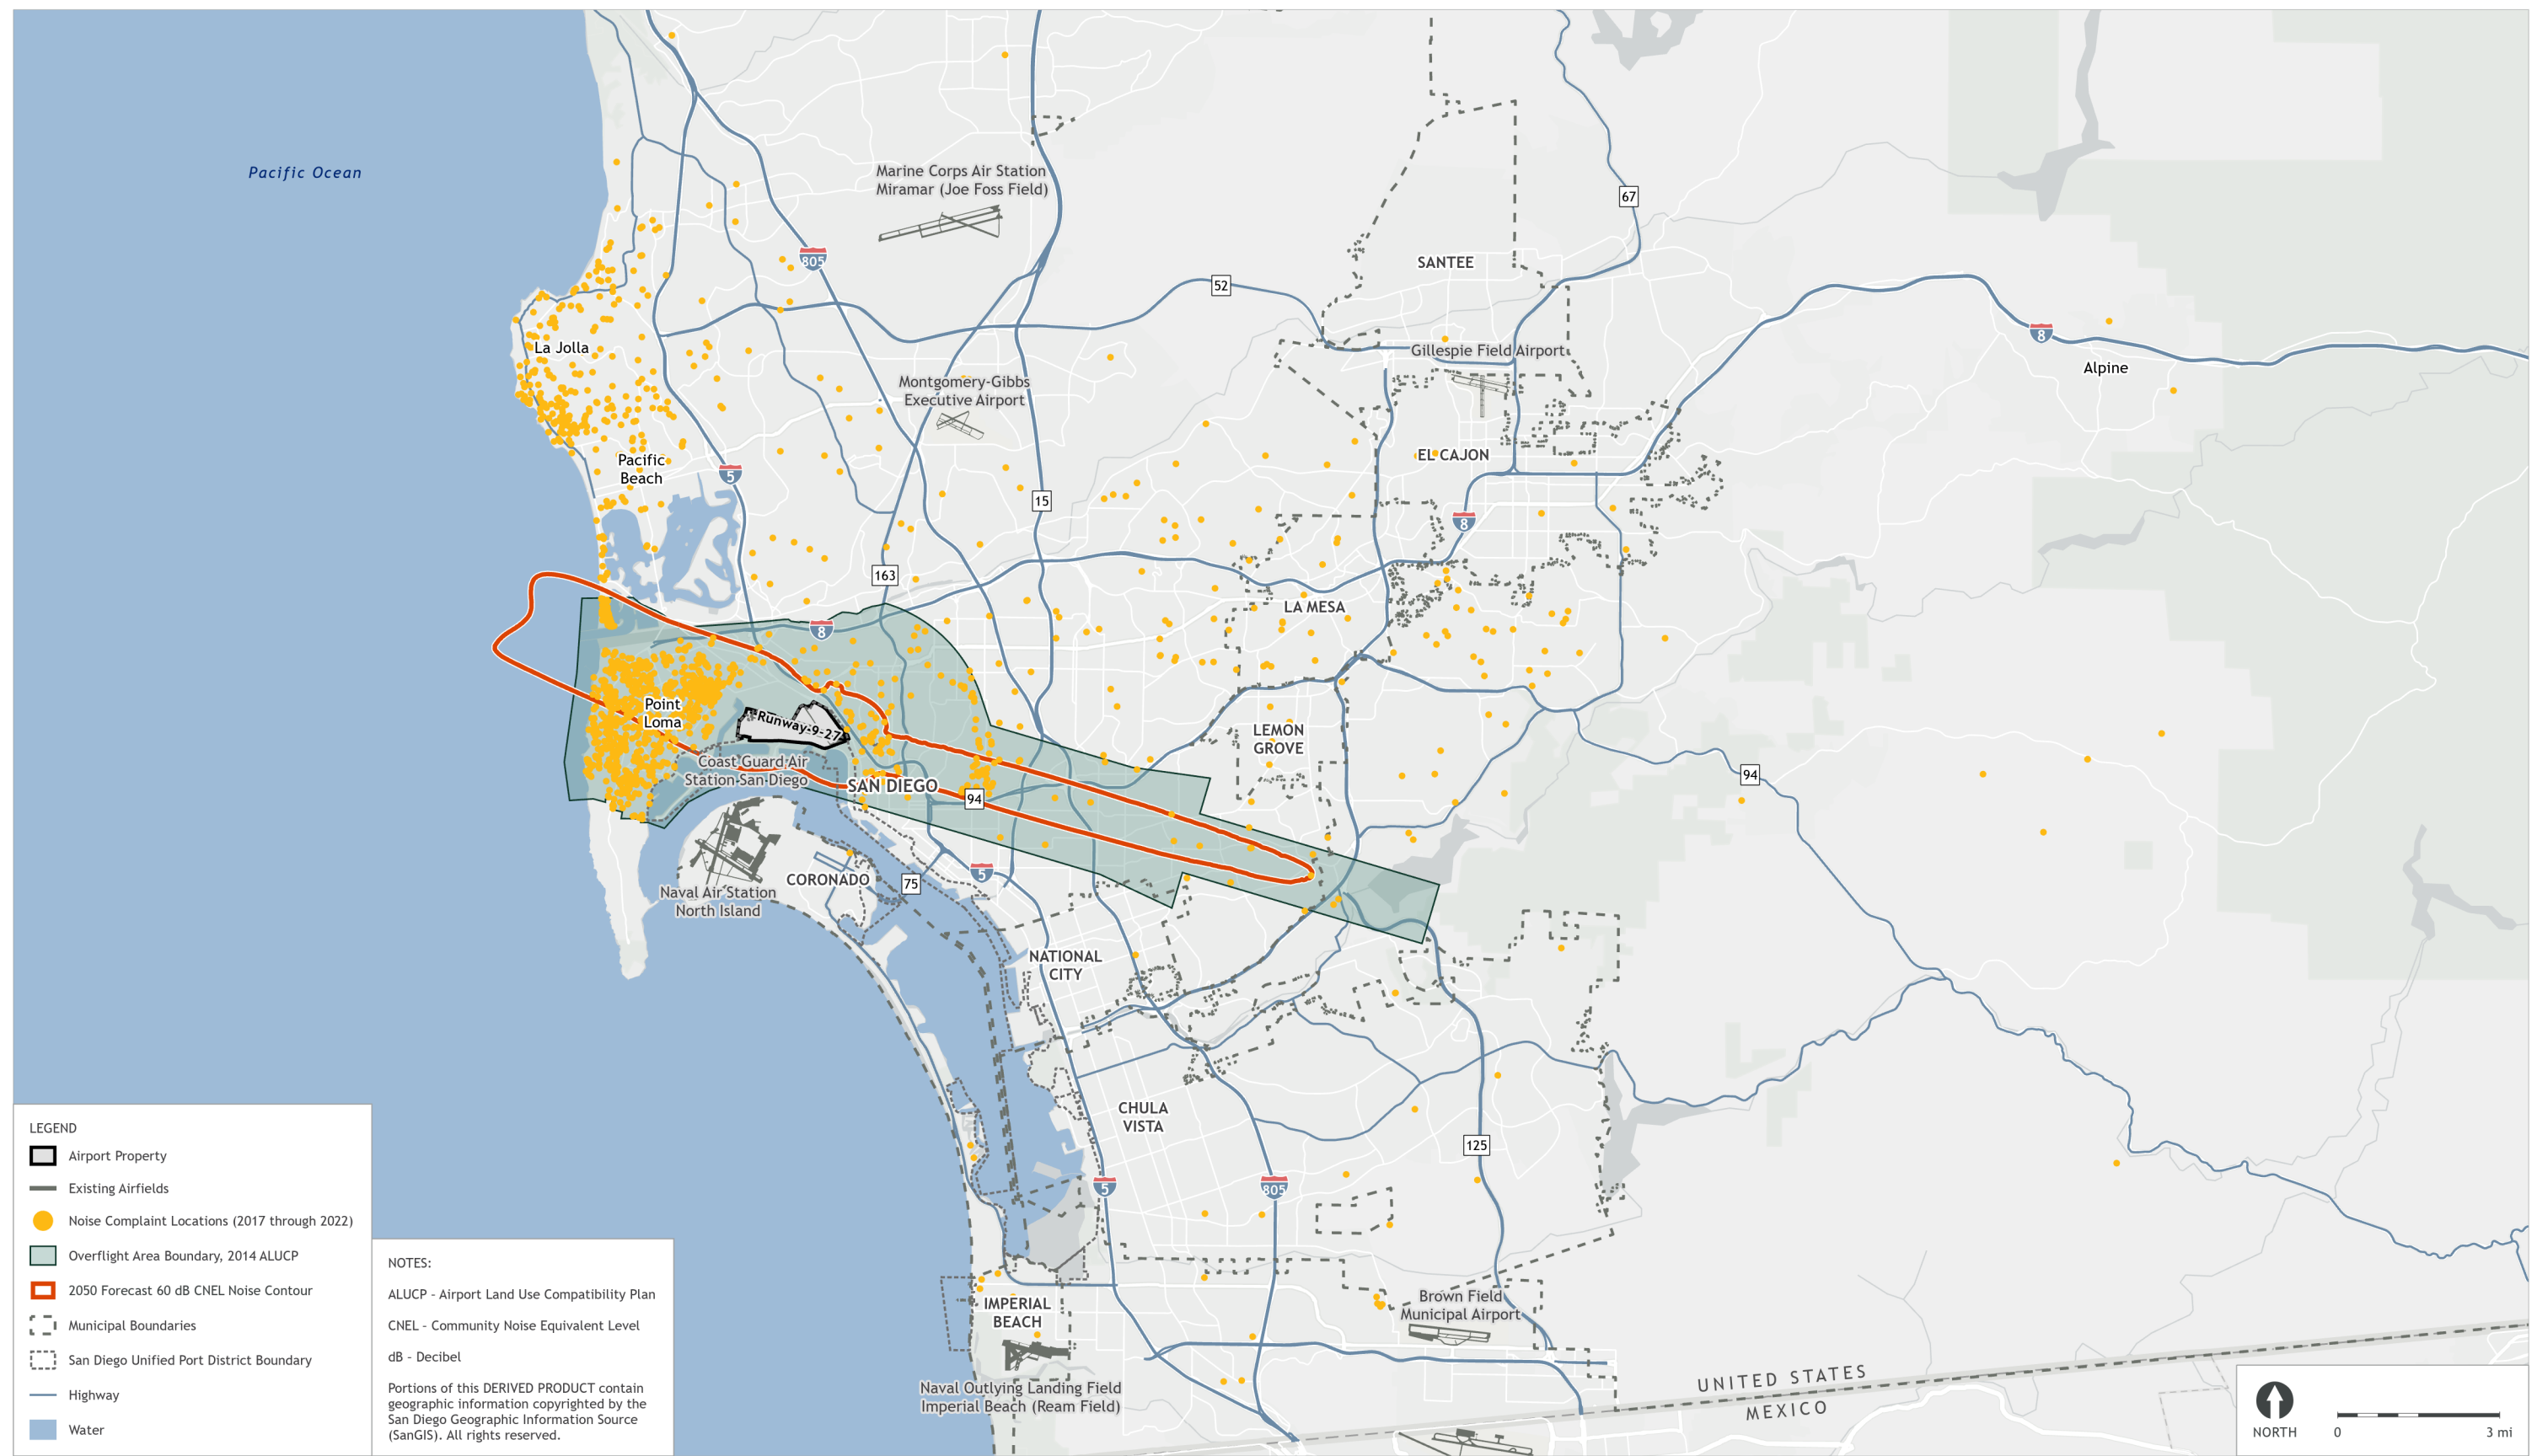 Pacific Ocean
Marine Corps Air Station
Miramar (Joe Foss Field)
67
805
SANTEE
52
8
La Jolla
Gillespie Field Airport
Alpine
Montgomery-Gibbs
Executive Airport
EL CAJON
Pacific
Beach
5
15
8
163
LA MESA
8
Point
Loma
Runway-9-27
LEMON
GROVE
Coast Guard Air
Station-San-Diego
94
SAN DIEGO
94
CORONADO
75
5
Naval Air Station
North Island
NATIONAL
CITY
CHULA
VISTA
125
5
805
IMPERIAL
BEACH
Brown Field
Municipal Airport
Naval Outlying Landing Field
Imperial Beach (Ream Field)
UNITED STATES
MEXICO
LEGEND
Airport Property
Existing Airfields
Noise Complaint Locations (2017 through 2022)
Overflight Area Boundary, 2014 ALUCP
2050 Forecast 60 dB CNEL Noise Contour
Municipal Boundaries
San Diego Unified Port District Boundary
Highway
Water
NOTES:
ALUCP - Airport Land Use Compatibility Plan
CNEL - Community Noise Equivalent Level
dB - Decibel
Portions of this DERIVED PRODUCT contain
geographic information copyrighted by the
San Diego Geographic Information Source
(SanGIS). All rights reserved.
NORTH
0 3 mi